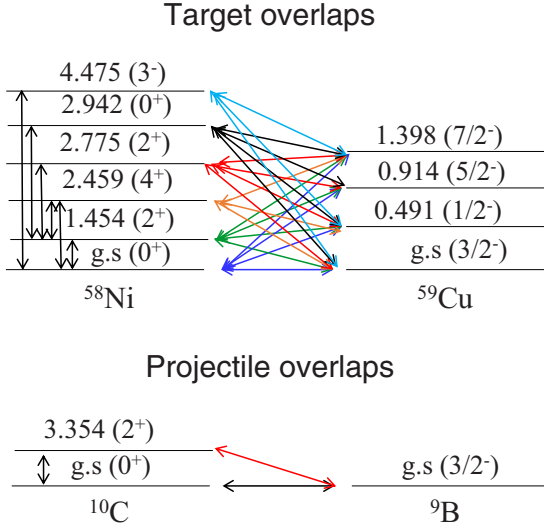 Target overlaps
4.475 (3⁻)
2.942 (0⁺)
2.775 (2⁺)
2.459 (4⁺)
1.454 (2⁺)
g.s (0⁺)
⁵⁸Ni
1.398 (7/2⁻)
0.914 (5/2⁻)
0.491 (1/2⁻)
g.s (3/2⁻)
⁵⁹Cu
Projectile overlaps
3.354 (2⁺)
g.s (0⁺)
¹⁰C
g.s (3/2⁻)
⁹B